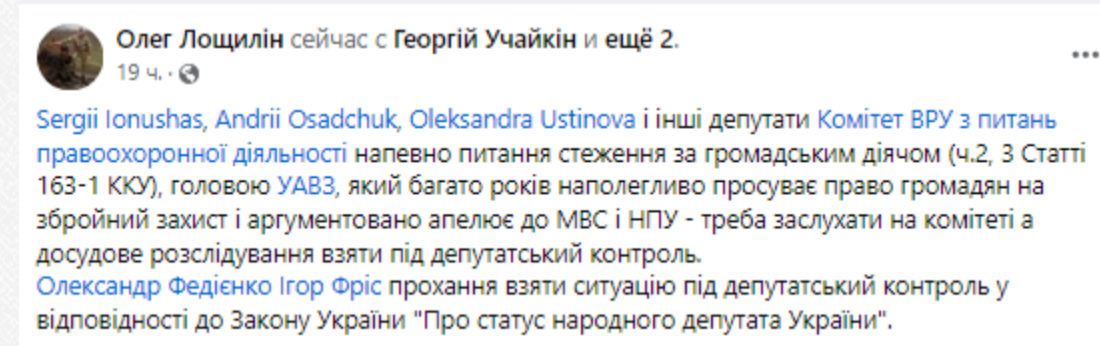 Олег Лощилін сейчас с Георгій Учайкін и ещё 2.
19 ч. ·
Sergii Ionushas, Andrii Osadchuk, Oleksandra Ustinova і інші депутати Комітет ВРУ з питань
правоохоронної діяльності напевно питання стеження за громадським діячом (ч.2, 3 Статті
163-1 ККУ), головою УАВЗ, який багато років наполегливо просуває право громадян на
збройний захист і аргументовано апелює до МВС і НПУ - треба заслухати на комітеті а
досудове розслідування взяти під депутатський контроль.
Олександр Федієнко Ігор Фріс прохання взяти ситуацію під депутатський контроль у
відповідності до Закону України "Про статус народного депутата України".